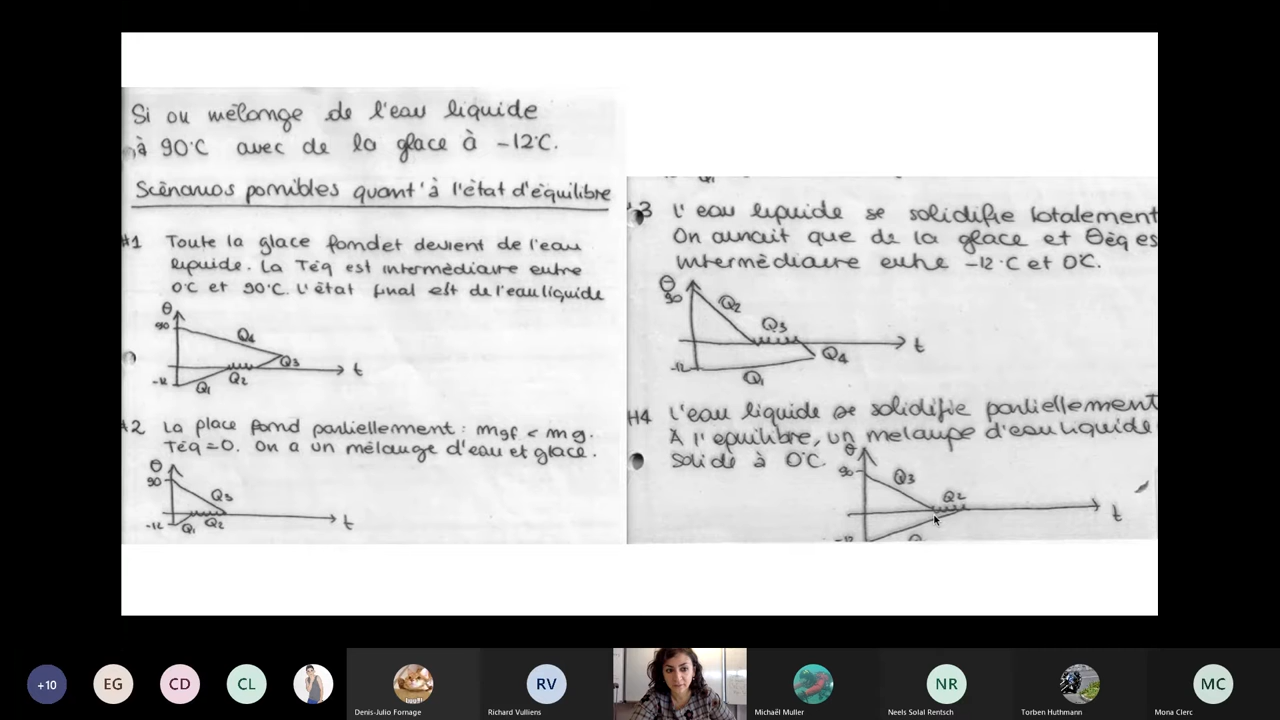 Si ou mélange de l'eau liquide
à 90°C avec de la glace à -12°C.
Scénarios possibles quant'à l'état d'équilibre
#1 Toute la glace fondet devient de l'eau
liquide. La Téq est intermédiaire entre
0°C et 90°C. L'état final est de l'eau liquide
θ
90
Q4
Q3
t
-12
Q1
Q2
#2 La glace fond partiellement : mgf < mg.
Téq=0. On a un mélange d'eau et glace.
θ
90
Q3
-12
Q1
Q2
t
#3 L'eau liquide se solidifie totalement
On aurait que de la glace et θéq es
intermédiaire entre -12°C et 0°C.
θ
90
Q2
Q3
t
Q4
-12
Q1
H4 L'eau liquide se solidifie partiellement
À l'équilibre, un mélange d'eau liquide
solide à 0°C.
θ
90
Q3
Q2
t
-12
+10
EG
CD
CL
Denis-Julio Fornage
RV
Richard Vulliens
Michaël Muller
NR
Neels Solal Rentsch
Torben Huthmann
MC
Mona Clerc